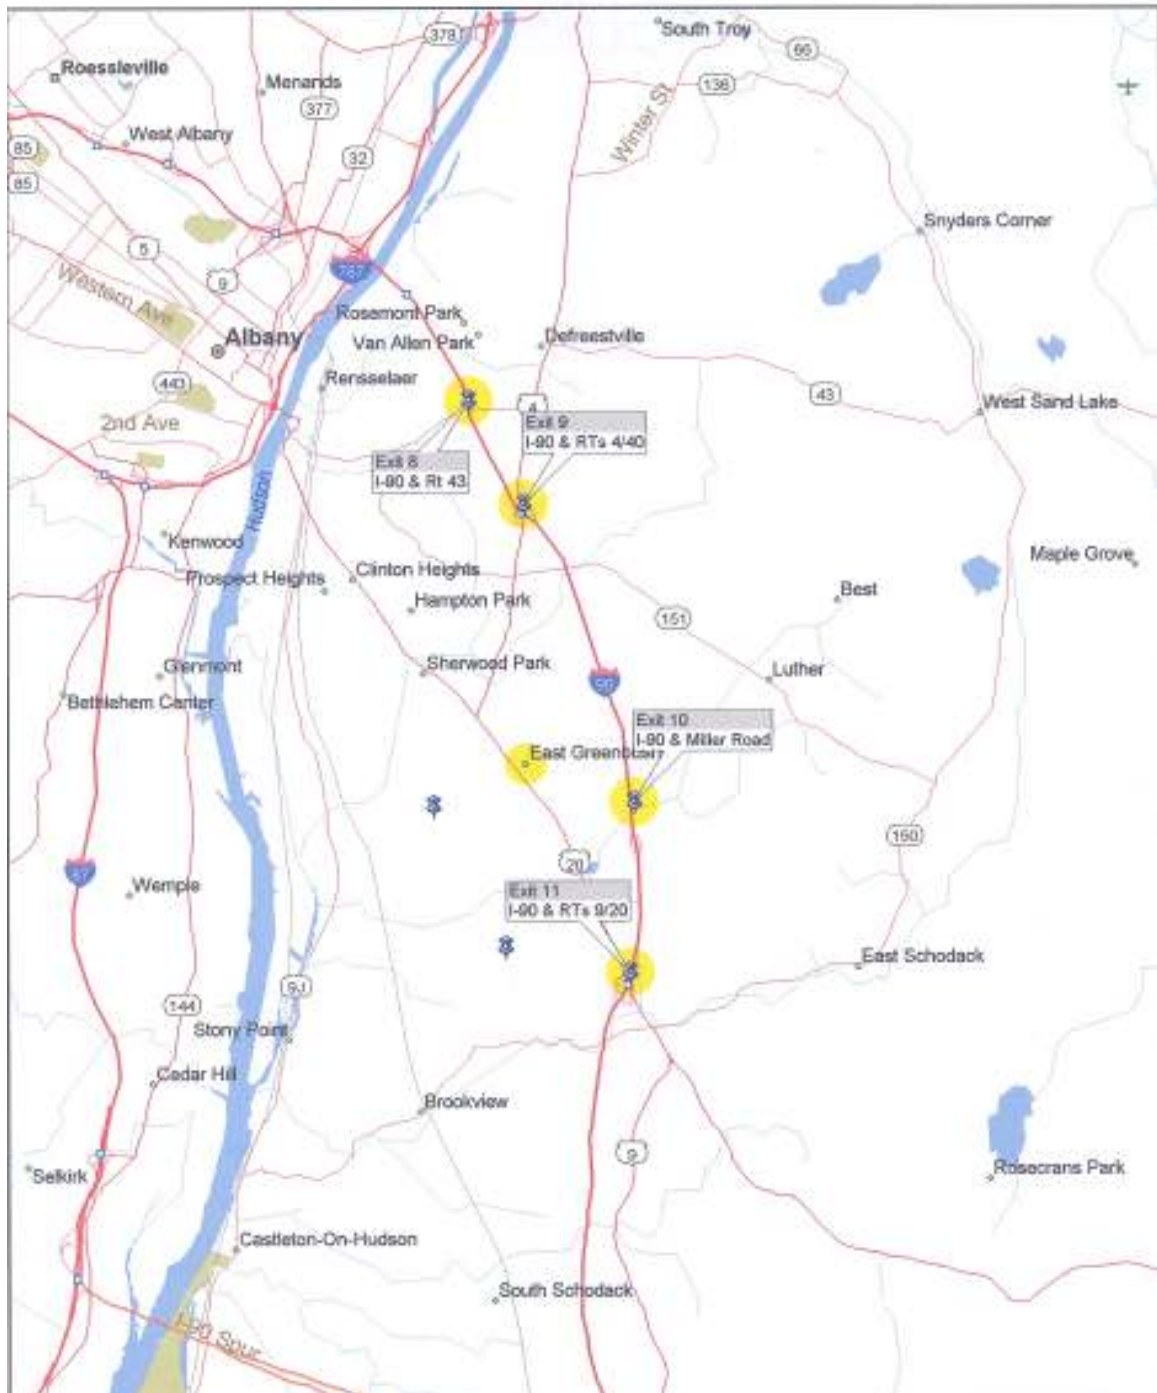 378
South Troy
66
Roessleville
Menands
136
377
Winter St
West Albany
85
32
85
Snyders Corner
5
9
787
Western Ave
Rosemont Park
Albany
Van Allen Park
Defreestville
Rensselaer
443
43
4
West Sand Lake
2nd Ave
Exit 9
I-90 & RTs 4/40
Exit 8
I-90 & Rt 43
Hudson
Kenwood
Maple Grove
Prospect Heights
Clinton Heights
Best
Hampton Park
151
Sherwood Park
Glenmont
Luther
90
Bethlehem Center
Exit 10
I-90 & Miller Road
East Greenbush
150
20
87
Wemple
Exit 11
I-90 & RTs 9/20
East Schodack
9J
144
Stony Point
Cedar Hill
Brookview
9
Selkirk
Rosecrans Park
Castleton-On-Hudson
South Schodack
I-90 Spur